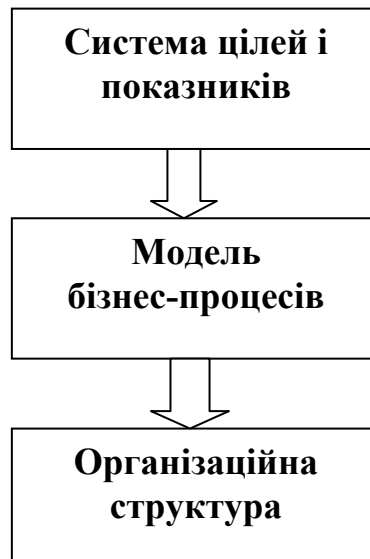 Система цілей і
показників
Модель
бізнес-процесів
Організаційна
структура